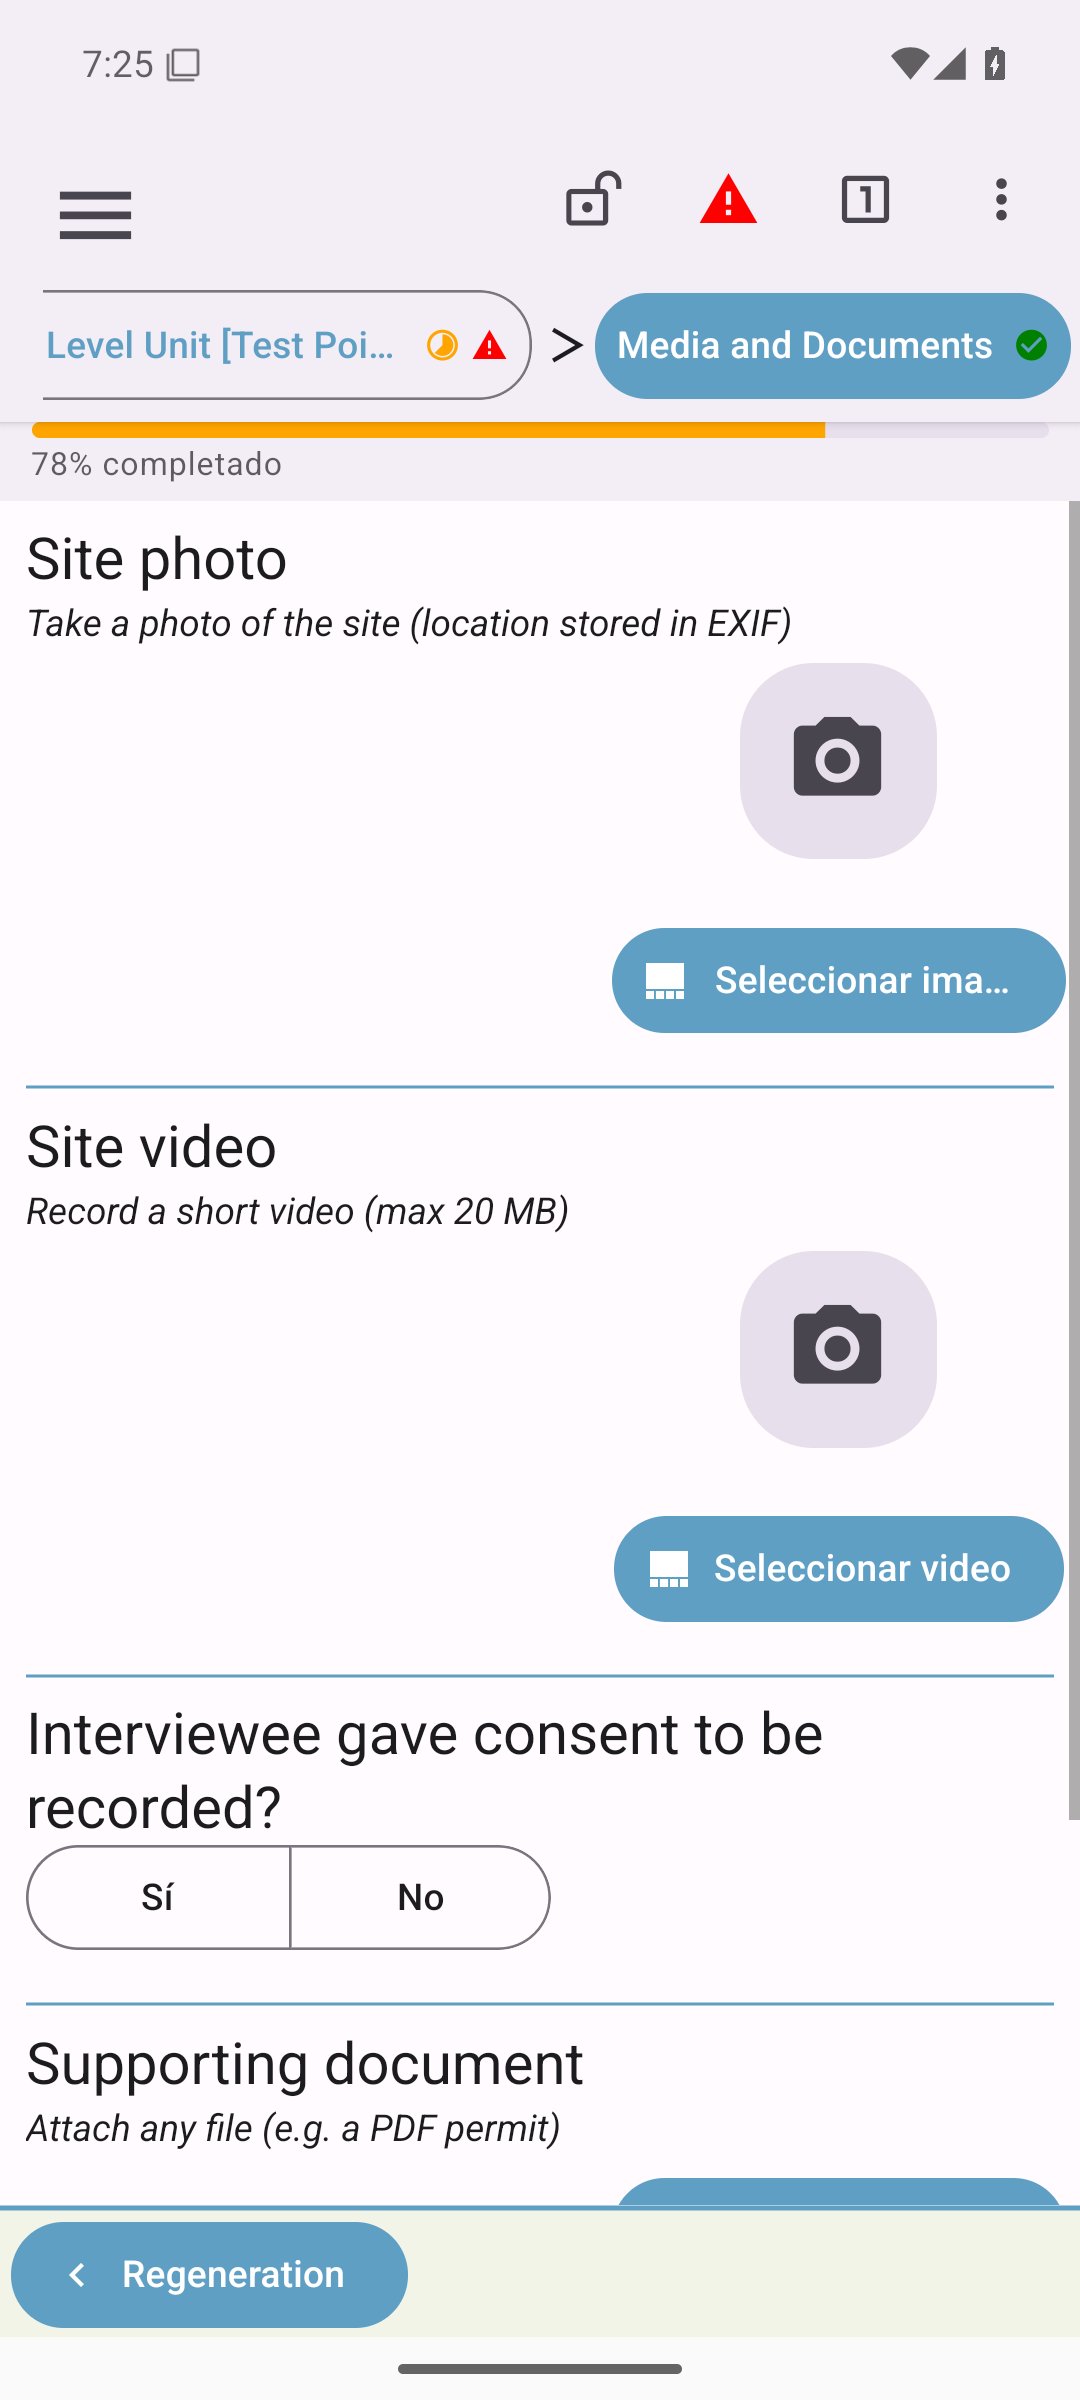 7:25
1
Level Unit [Test Poi...
>
Media and Documents
78% completado
Site photo
Take a photo of the site (location stored in EXIF)
Seleccionar ima...
Site video
Record a short video (max 20 MB)
Seleccionar video
Interviewee gave consent to be
recorded?
Sí
No
Supporting document
Attach any file (e.g. a PDF permit)
Regeneration